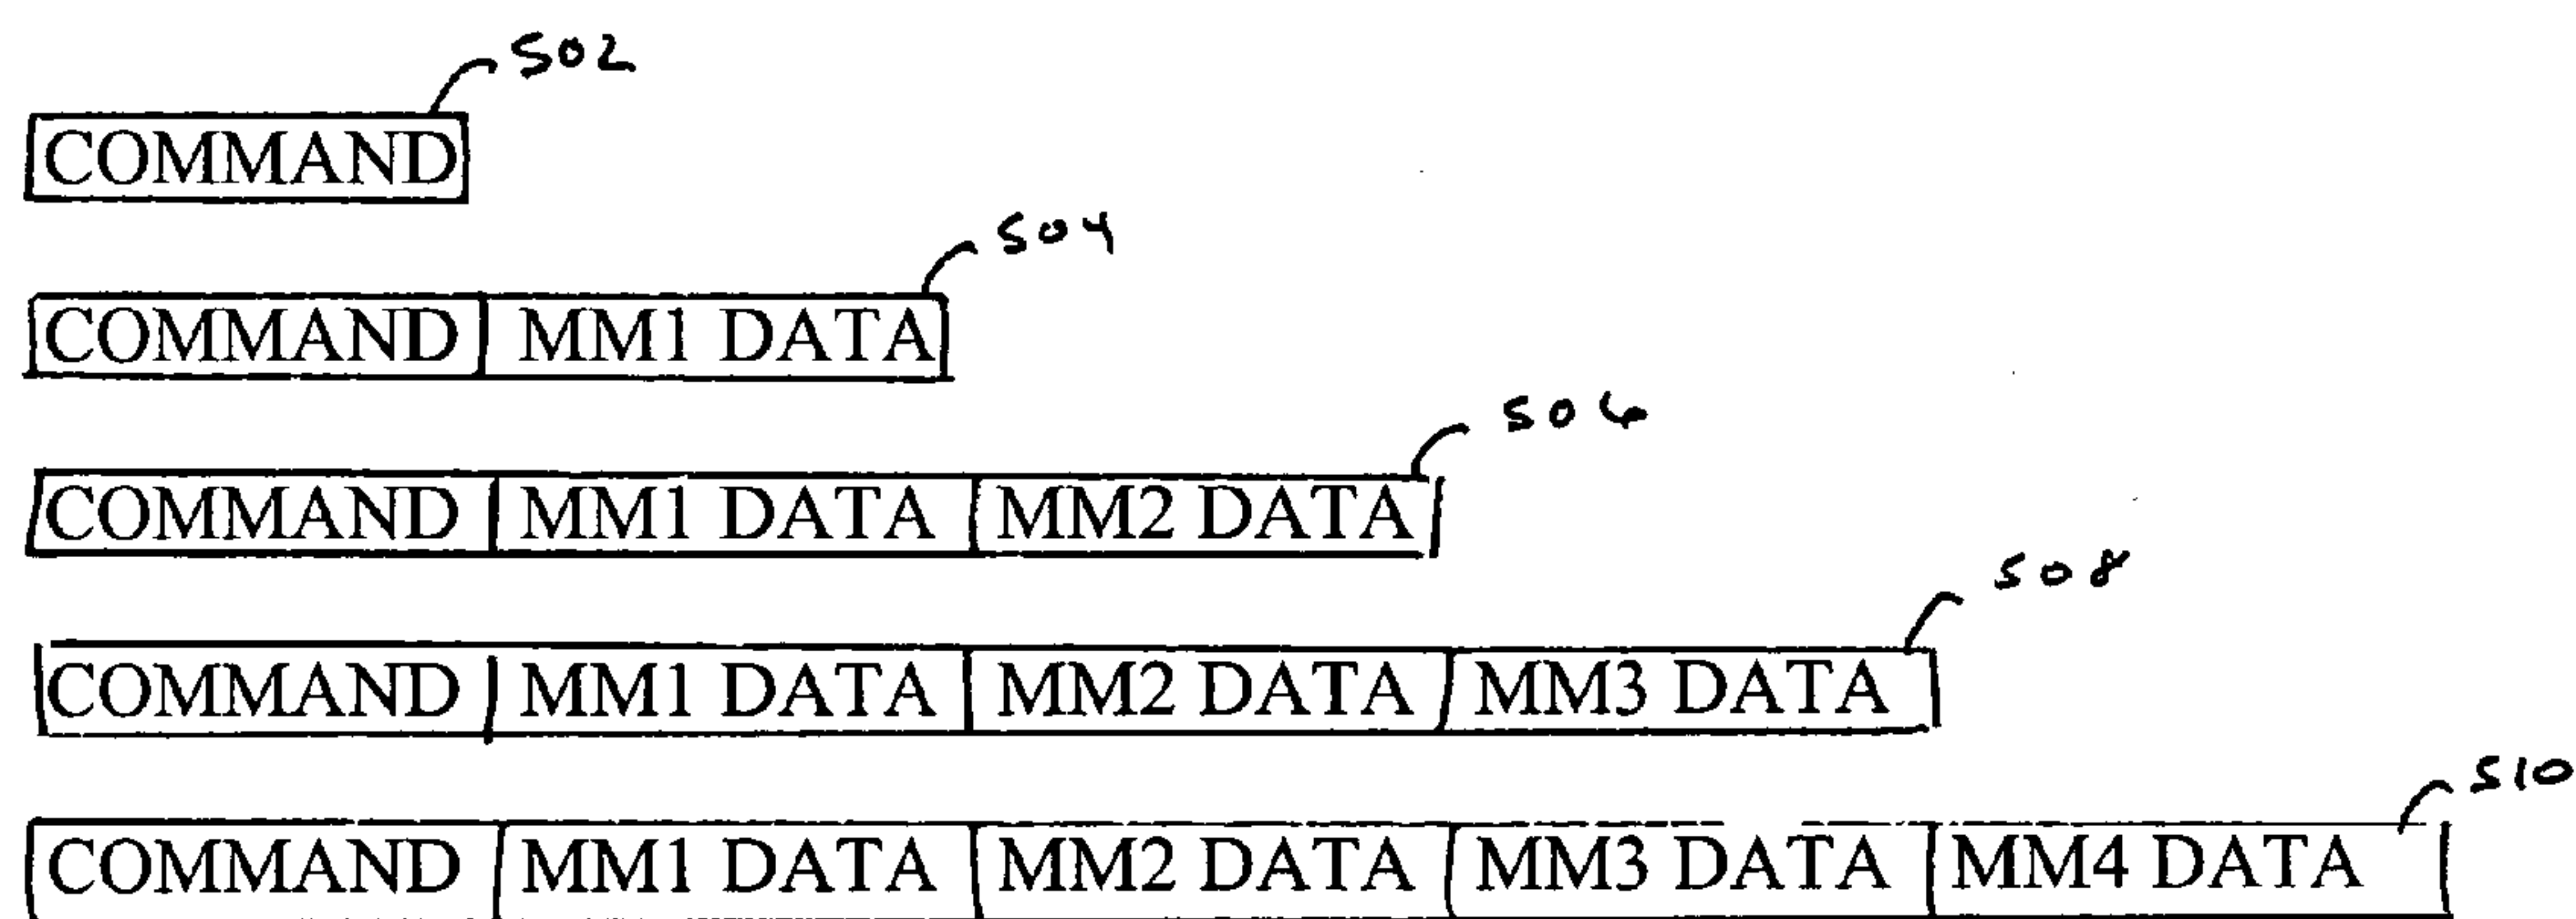 502
COMMAND
504
COMMAND MM1 DATA
506
COMMAND MM1 DATA MM2 DATA
508
COMMAND MM1 DATA MM2 DATA MM3 DATA
510
COMMAND MM1 DATA MM2 DATA MM3 DATA MM4 DATA